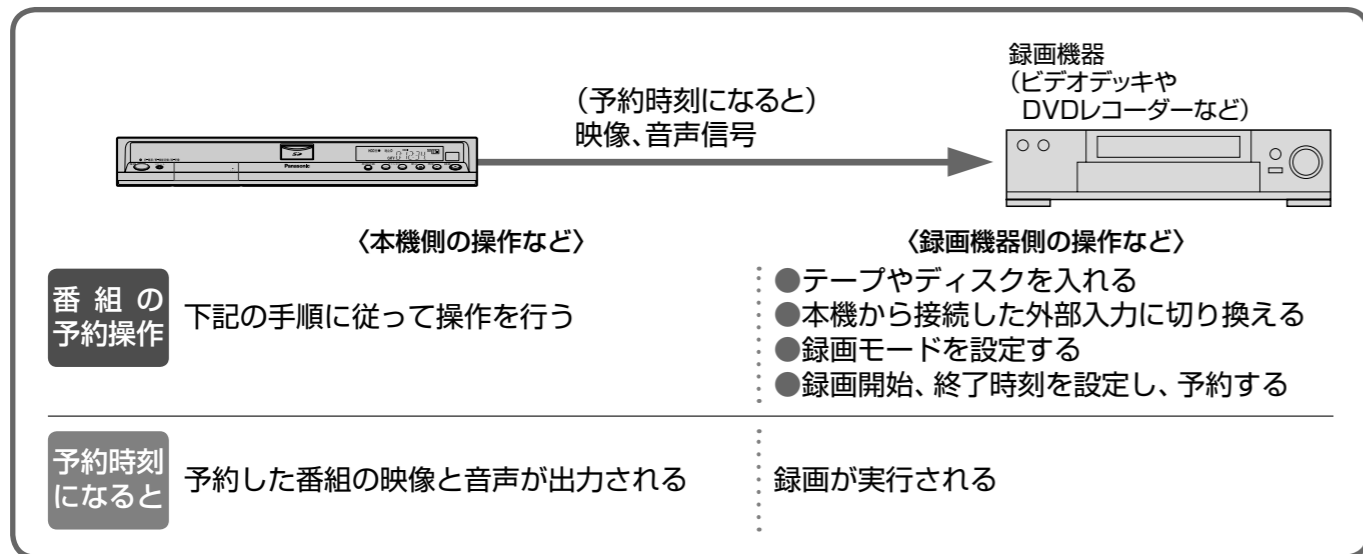 録画機器
（ビデオデッキや
DVDレコーダーなど）
（予約時刻になると）
映像、音声信号
Panasonic
〈本機側の操作など〉
〈録画機器側の操作など〉
番組の
予約操作
下記の手順に従って操作を行う
●テープやディスクを入れる
●本機から接続した外部入力に切り換える
●録画モードを設定する
●録画開始、終了時刻を設定し、予約する
予約時刻
になると
予約した番組の映像と音声が出力される
録画が実行される